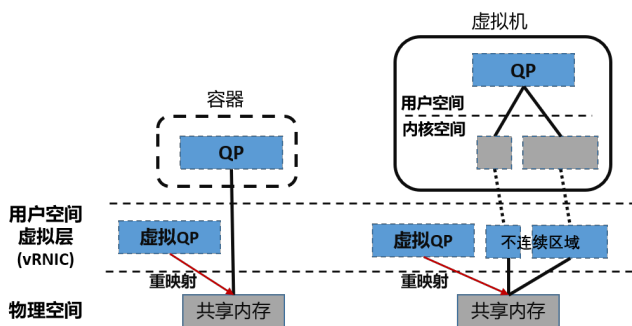 虚拟机
QP
用户空间
内核空间
容器
QP
用户空间
虚拟层
(vRNIC)
虚拟QP
虚拟QP
不连续区域
重映射
重映射
物理空间
共享内存
共享内存